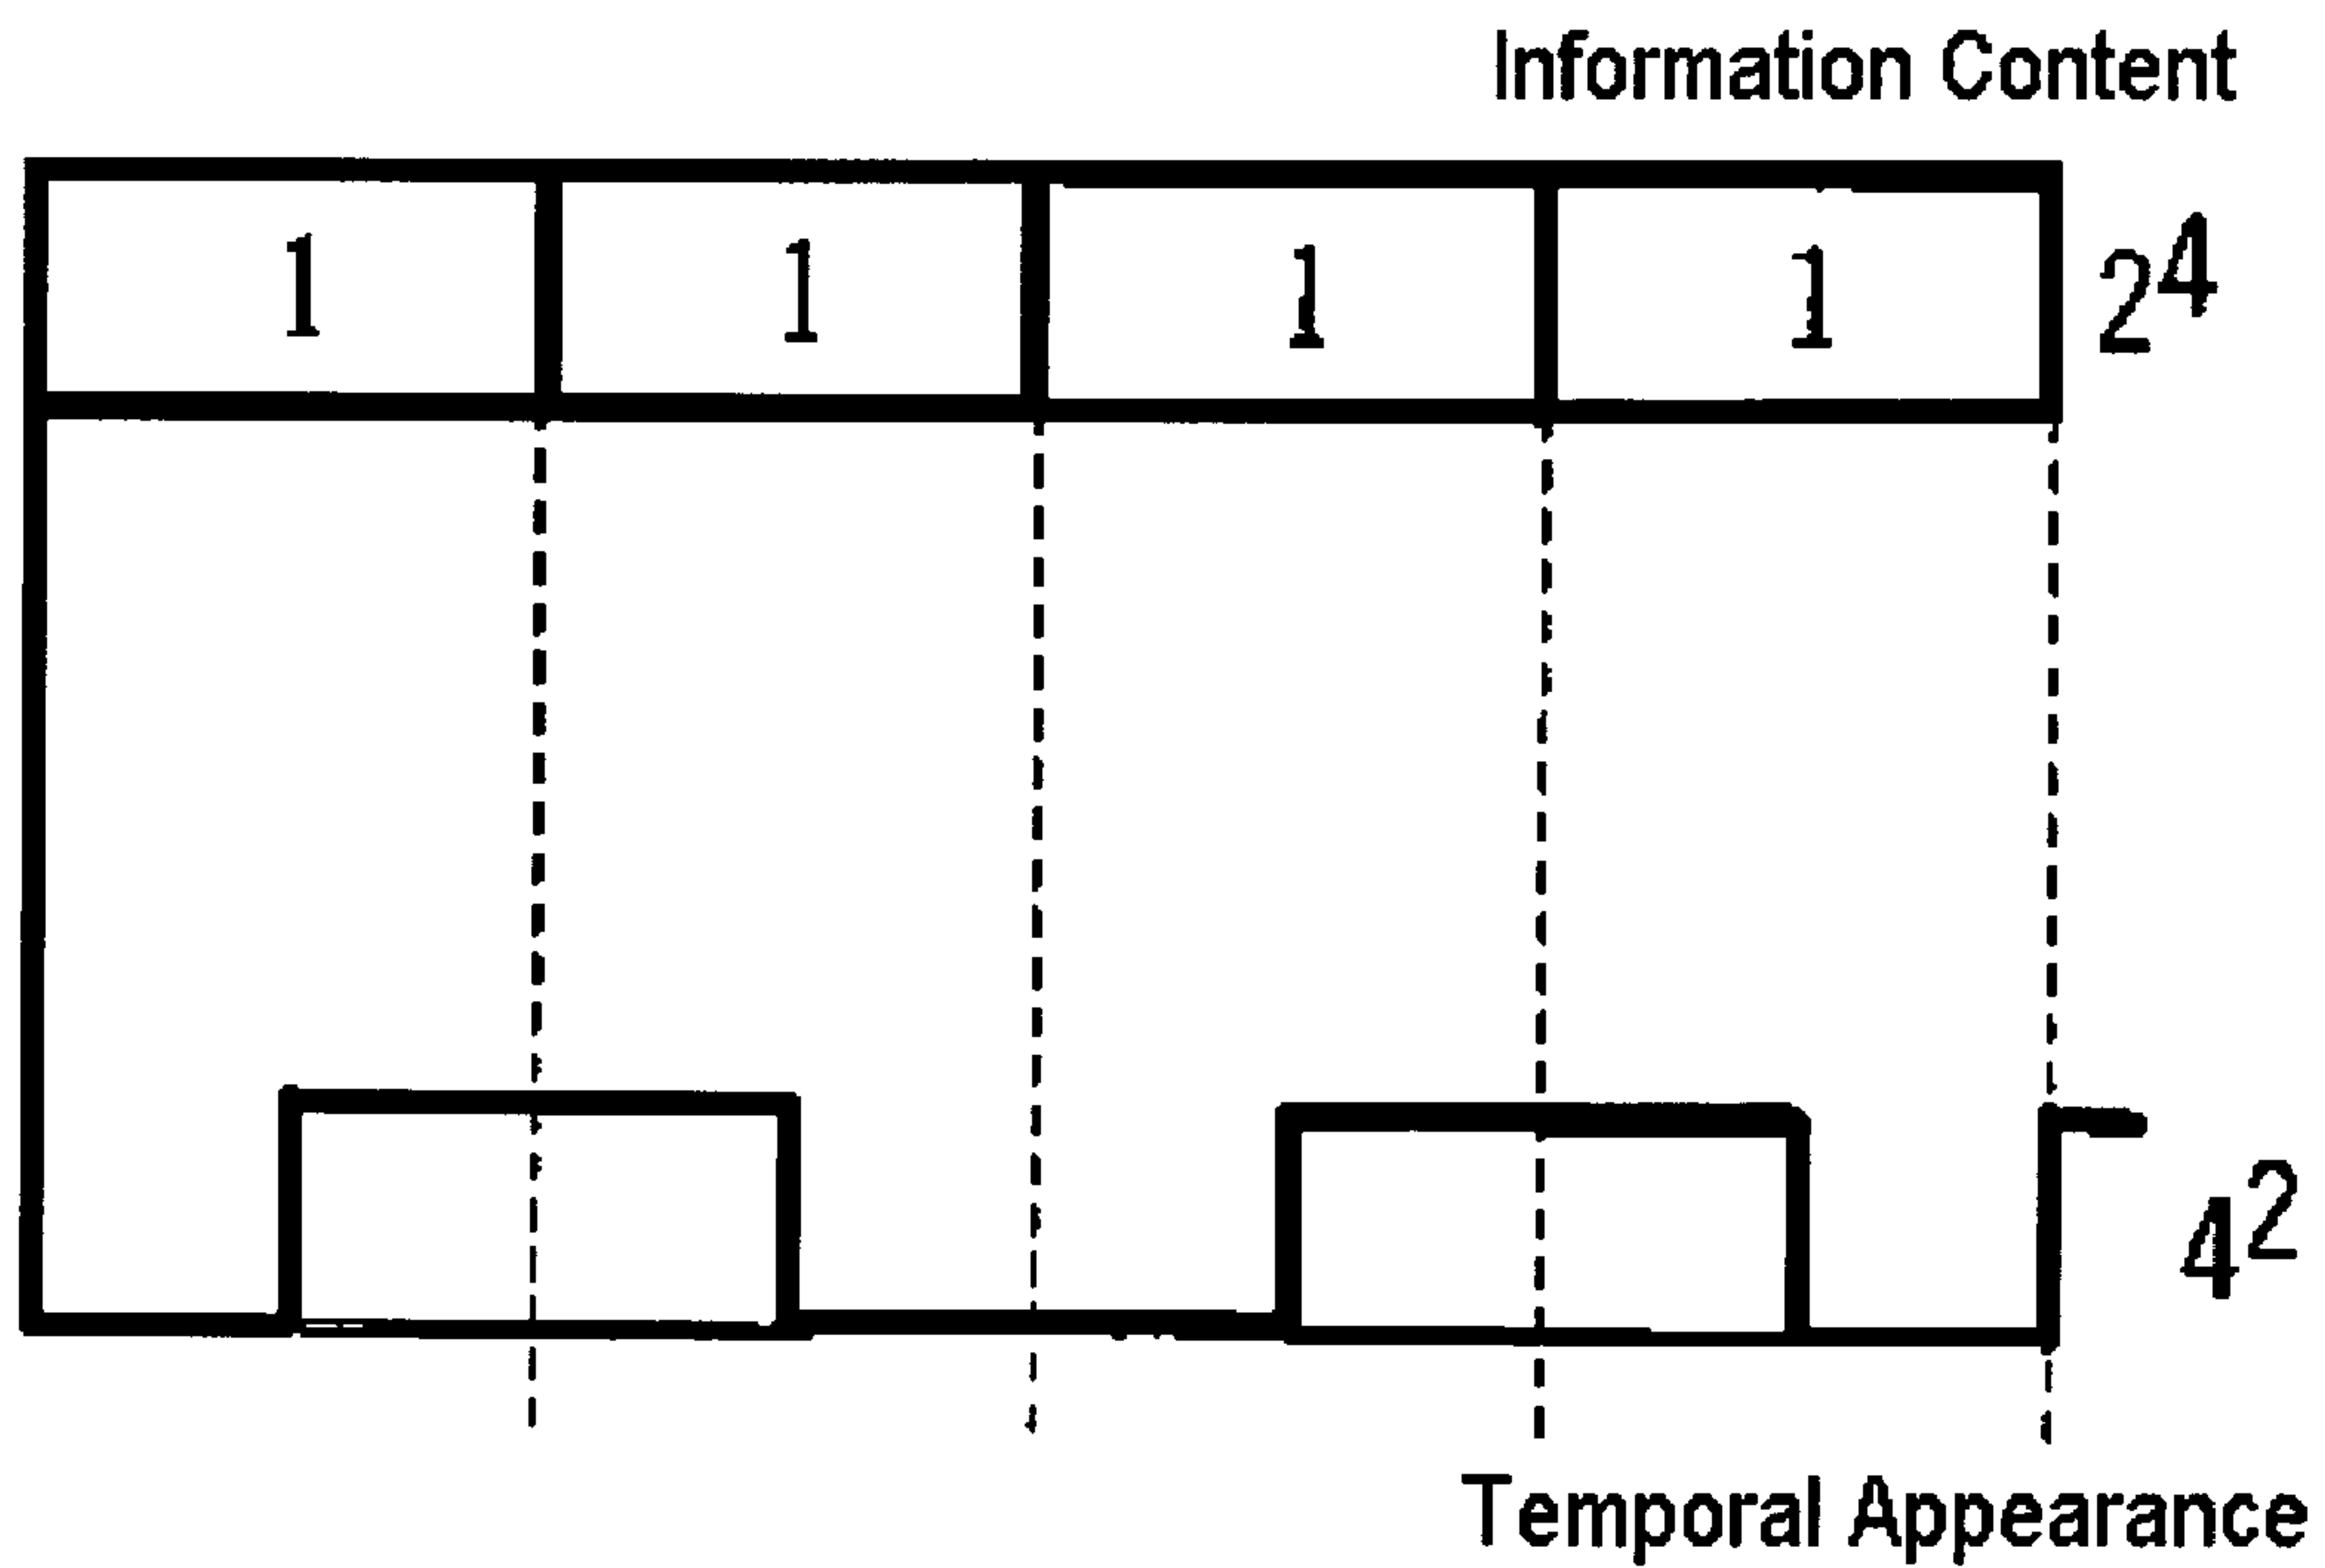 Information Content
1 1 1 1 2⁴
4²
Temporal Appearance